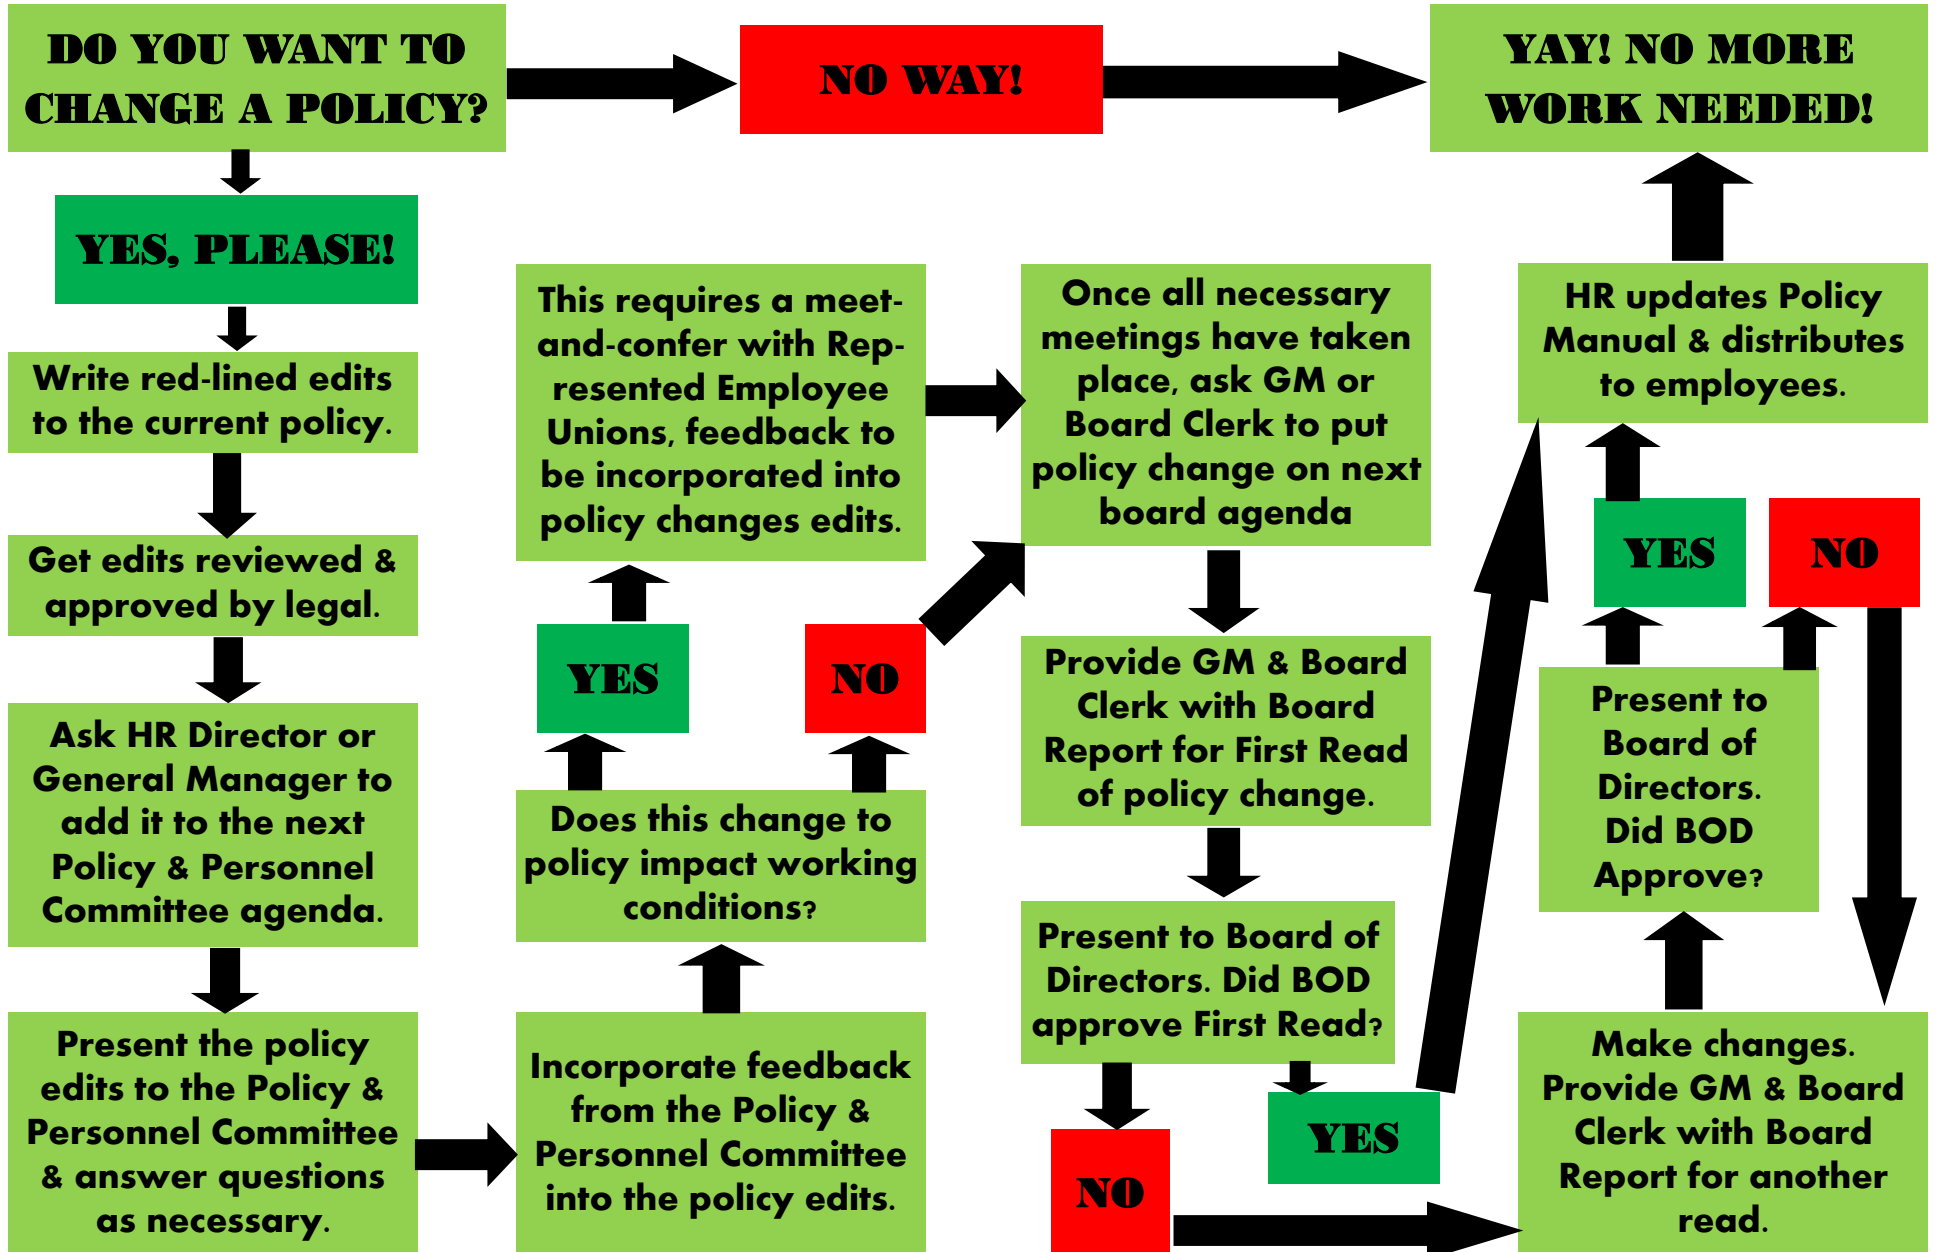 DO YOU WANT TO
CHANGE A POLICY?
NO WAY!
YAY! NO MORE
WORK NEEDED!
YES, PLEASE!
Write red-lined edits
to the current policy.
Get edits reviewed &
approved by legal.
Ask HR Director or
General Manager to
add it to the next
Policy & Personnel
Committee agenda.
Present the policy
edits to the Policy &
Personnel Committee
& answer questions
as necessary.
Incorporate feedback
from the Policy &
Personnel Committee
into the policy edits.
Does this change to
policy impact working
conditions?
YES
NO
This requires a meet-
and-confer with Rep-
resented Employee
Unions, feedback to
be incorporated into
policy changes edits.
Once all necessary
meetings have taken
place, ask GM or
Board Clerk to put
policy change on next
board agenda
Provide GM & Board
Clerk with Board
Report for First Read
of policy change.
Present to Board of
Directors. Did BOD
approve First Read?
NO
YES
Make changes.
Provide GM & Board
Clerk with Board
Report for another
read.
Present to
Board of
Directors.
Did BOD
Approve?
YES
NO
HR updates Policy
Manual & distributes
to employees.